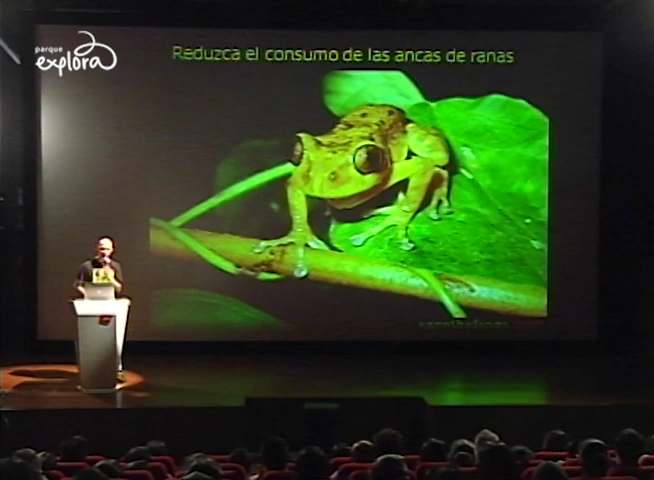 parque
explora
Reduzca el consumo de las ancas de ranas